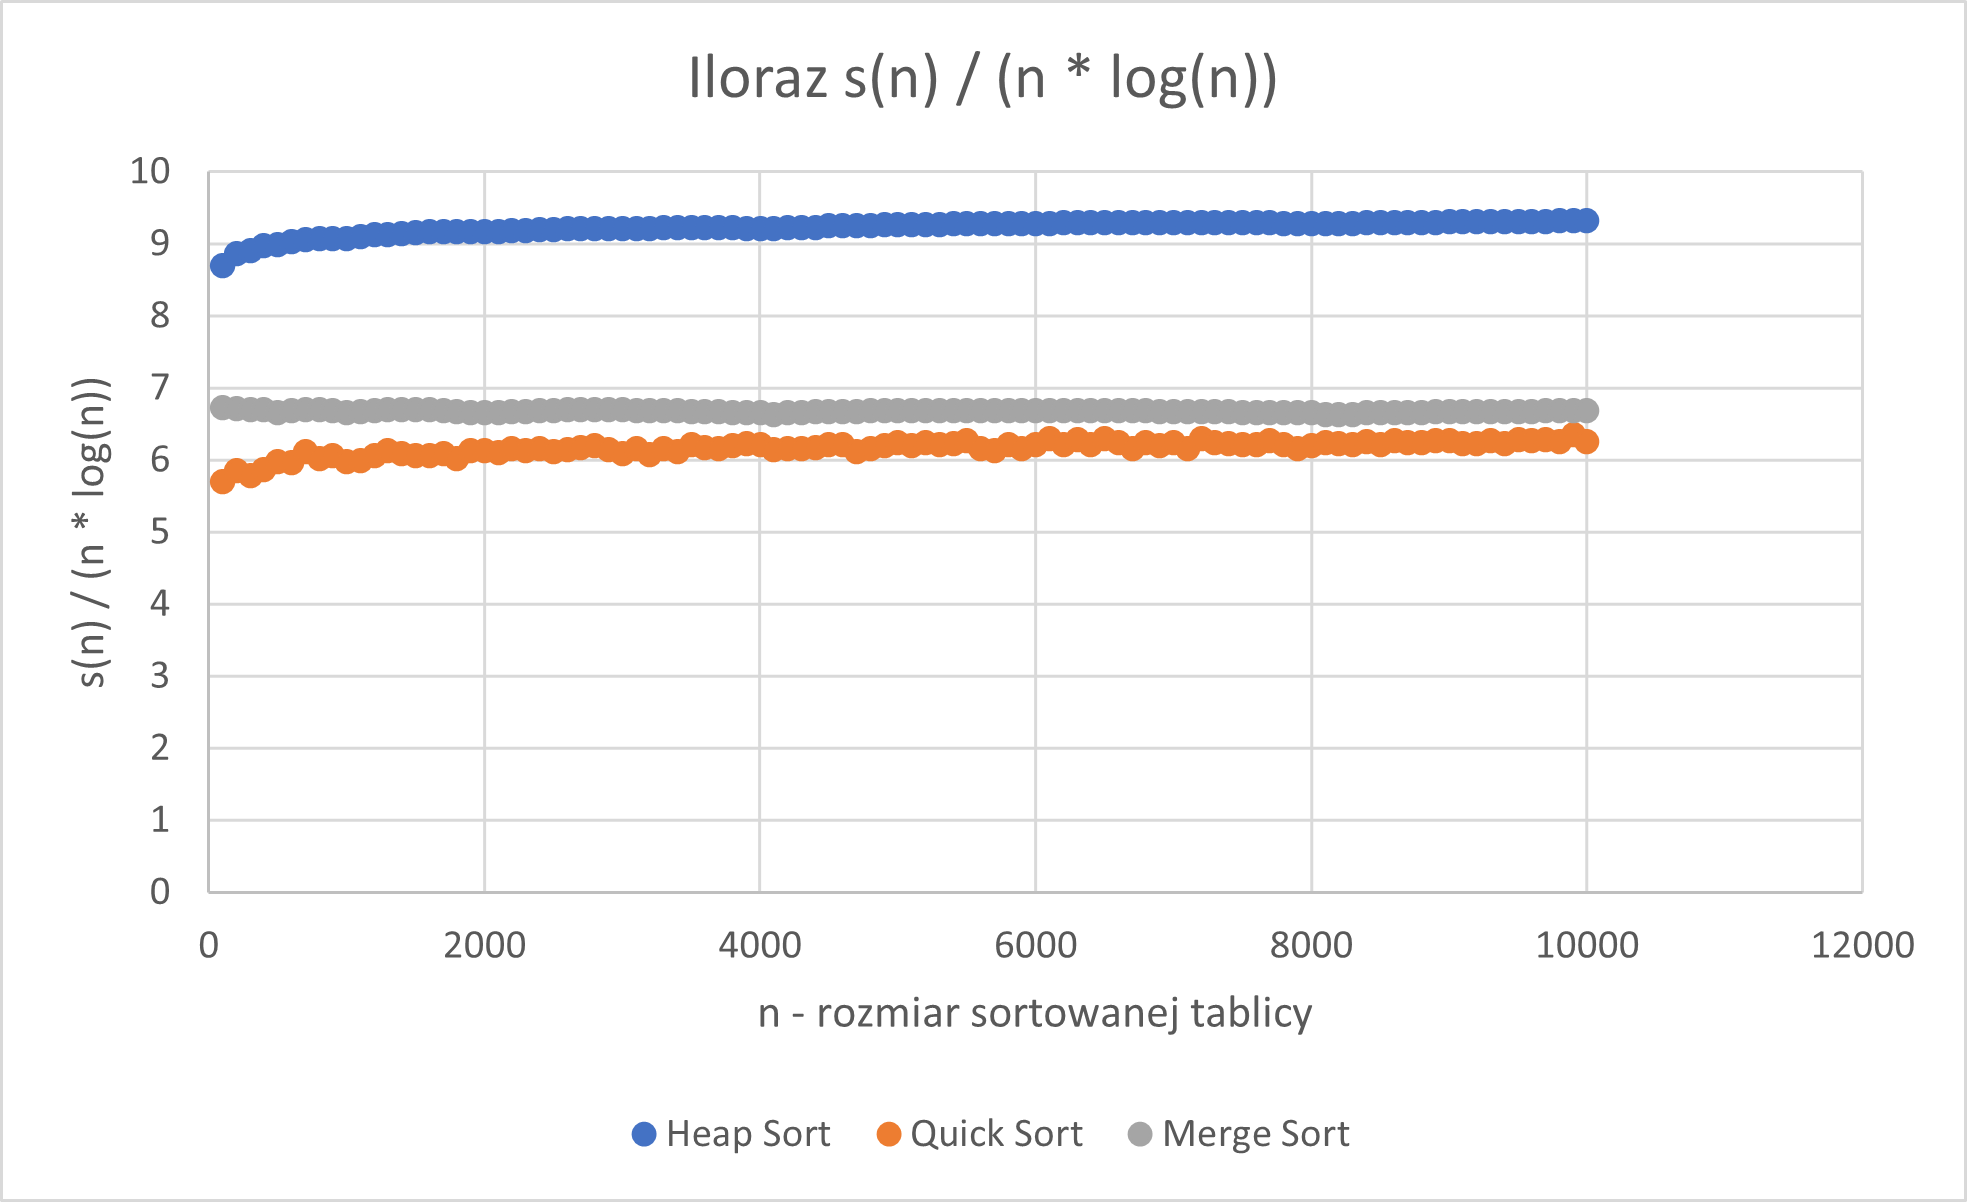 Iloraz s(n) / (n * log(n))
s(n) / (n * log(n))
10
9
8
7
6
5
4
3
2
1
0
0 2000 4000 6000 8000 10000 12000
n - rozmiar sortowanej tablicy
Heap Sort Quick Sort Merge Sort